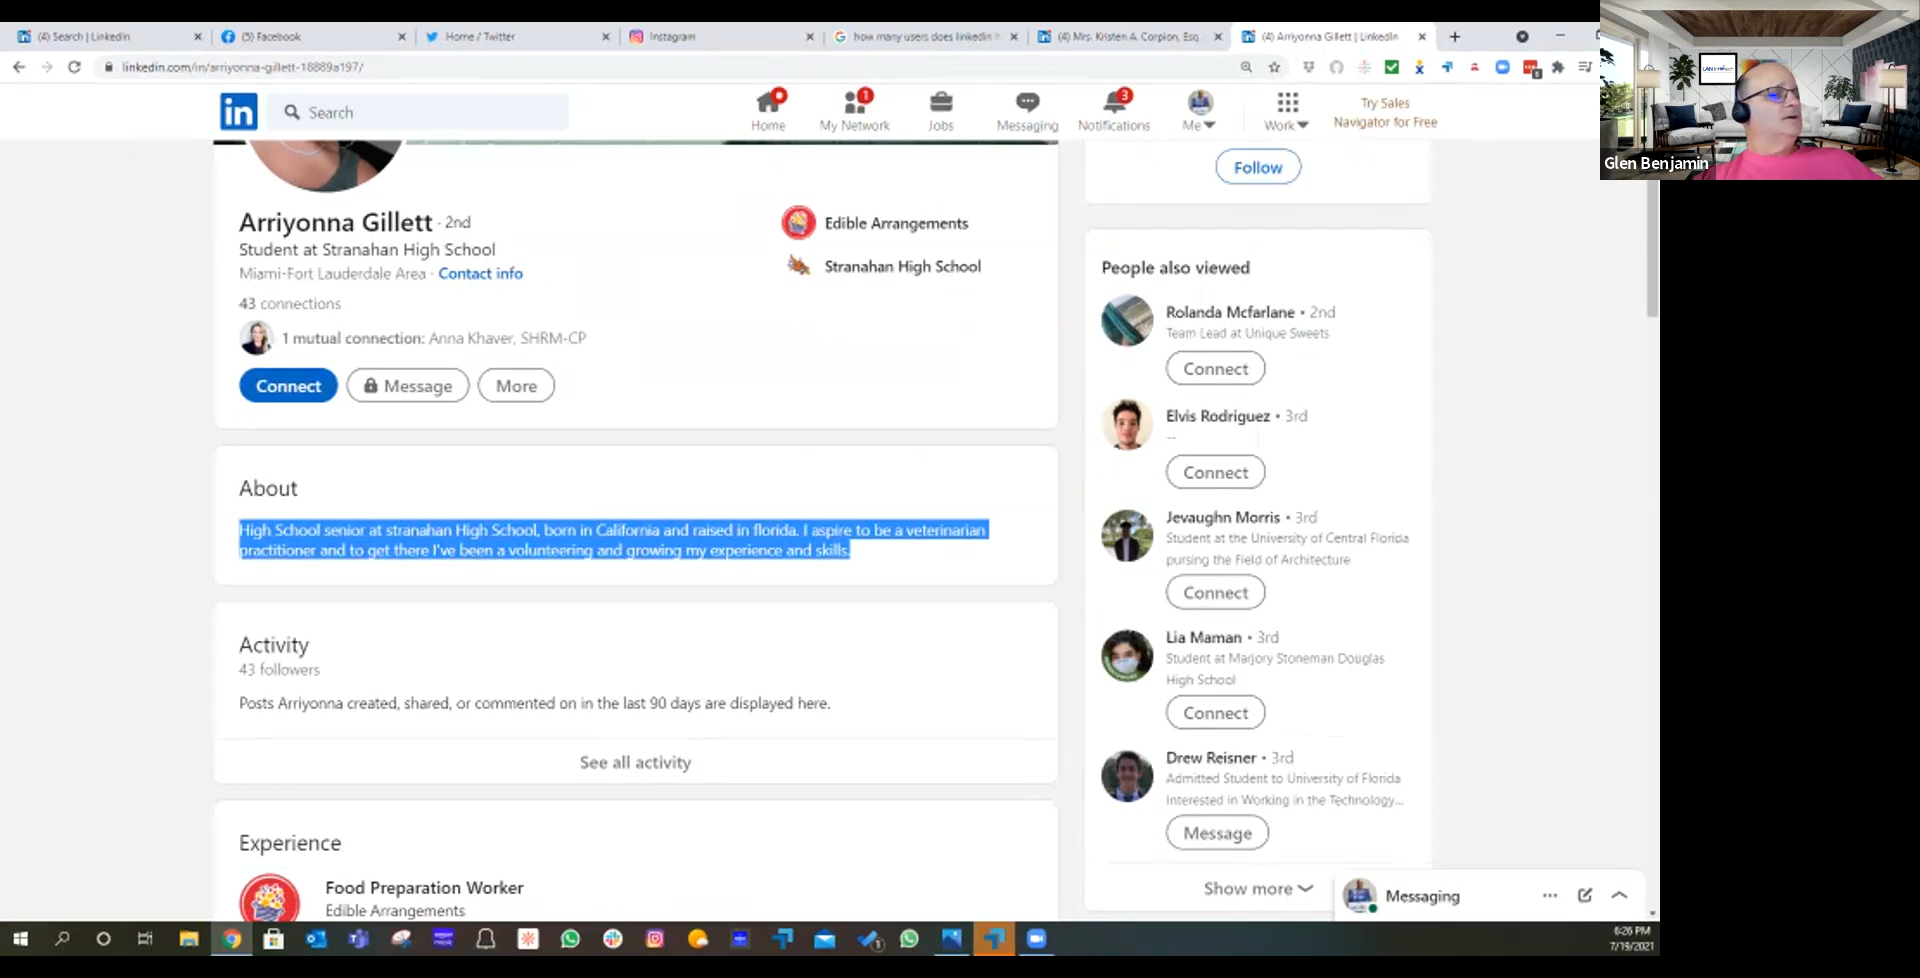 (4) Search | LinkedIn
(5) Facebook
Home / Twitter
Instagram
how many users does linkedin h
(4) Mrs. Kristen A. Corpion, Esq.
(4) Arriyonna Gillett | LinkedIn
linkedin.com/in/arriyonna-gillett-18889a197/
Search
Home
My Network
1
Jobs
Messaging
Notifications
3
Me
Work
Try Sales
Navigator for Free
Glen Benjamin
Follow
Arriyonna Gillett · 2nd
Student at Stranahan High School
Miami-Fort Lauderdale Area · Contact info
43 connections
1 mutual connection: Anna Khaver, SHRM-CP
Connect
Message
More
Edible Arrangements
Stranahan High School
About
High School senior at stranahan High School, born in California and raised in florida. I aspire to be a veterinarian
practitioner and to get there I've been a volunteering and growing my experience and skills.
Activity
43 followers
Posts Arriyonna created, shared, or commented on in the last 90 days are displayed here.
See all activity
Experience
Food Preparation Worker
Edible Arrangements
People also viewed
Rolanda Mcfarlane • 2nd
Team Lead at Unique Sweets
Connect
Elvis Rodriguez • 3rd
--
Connect
Jevaughn Morris • 3rd
Student at the University of Central Florida
pursing the Field of Architecture
Connect
Lia Maman • 3rd
Student at Marjory Stoneman Douglas
High School
Connect
Drew Reisner • 3rd
Admitted Student to University of Florida
Interested in Working in the Technology...
Message
Show more
Messaging
6:26 PM
7/19/2021